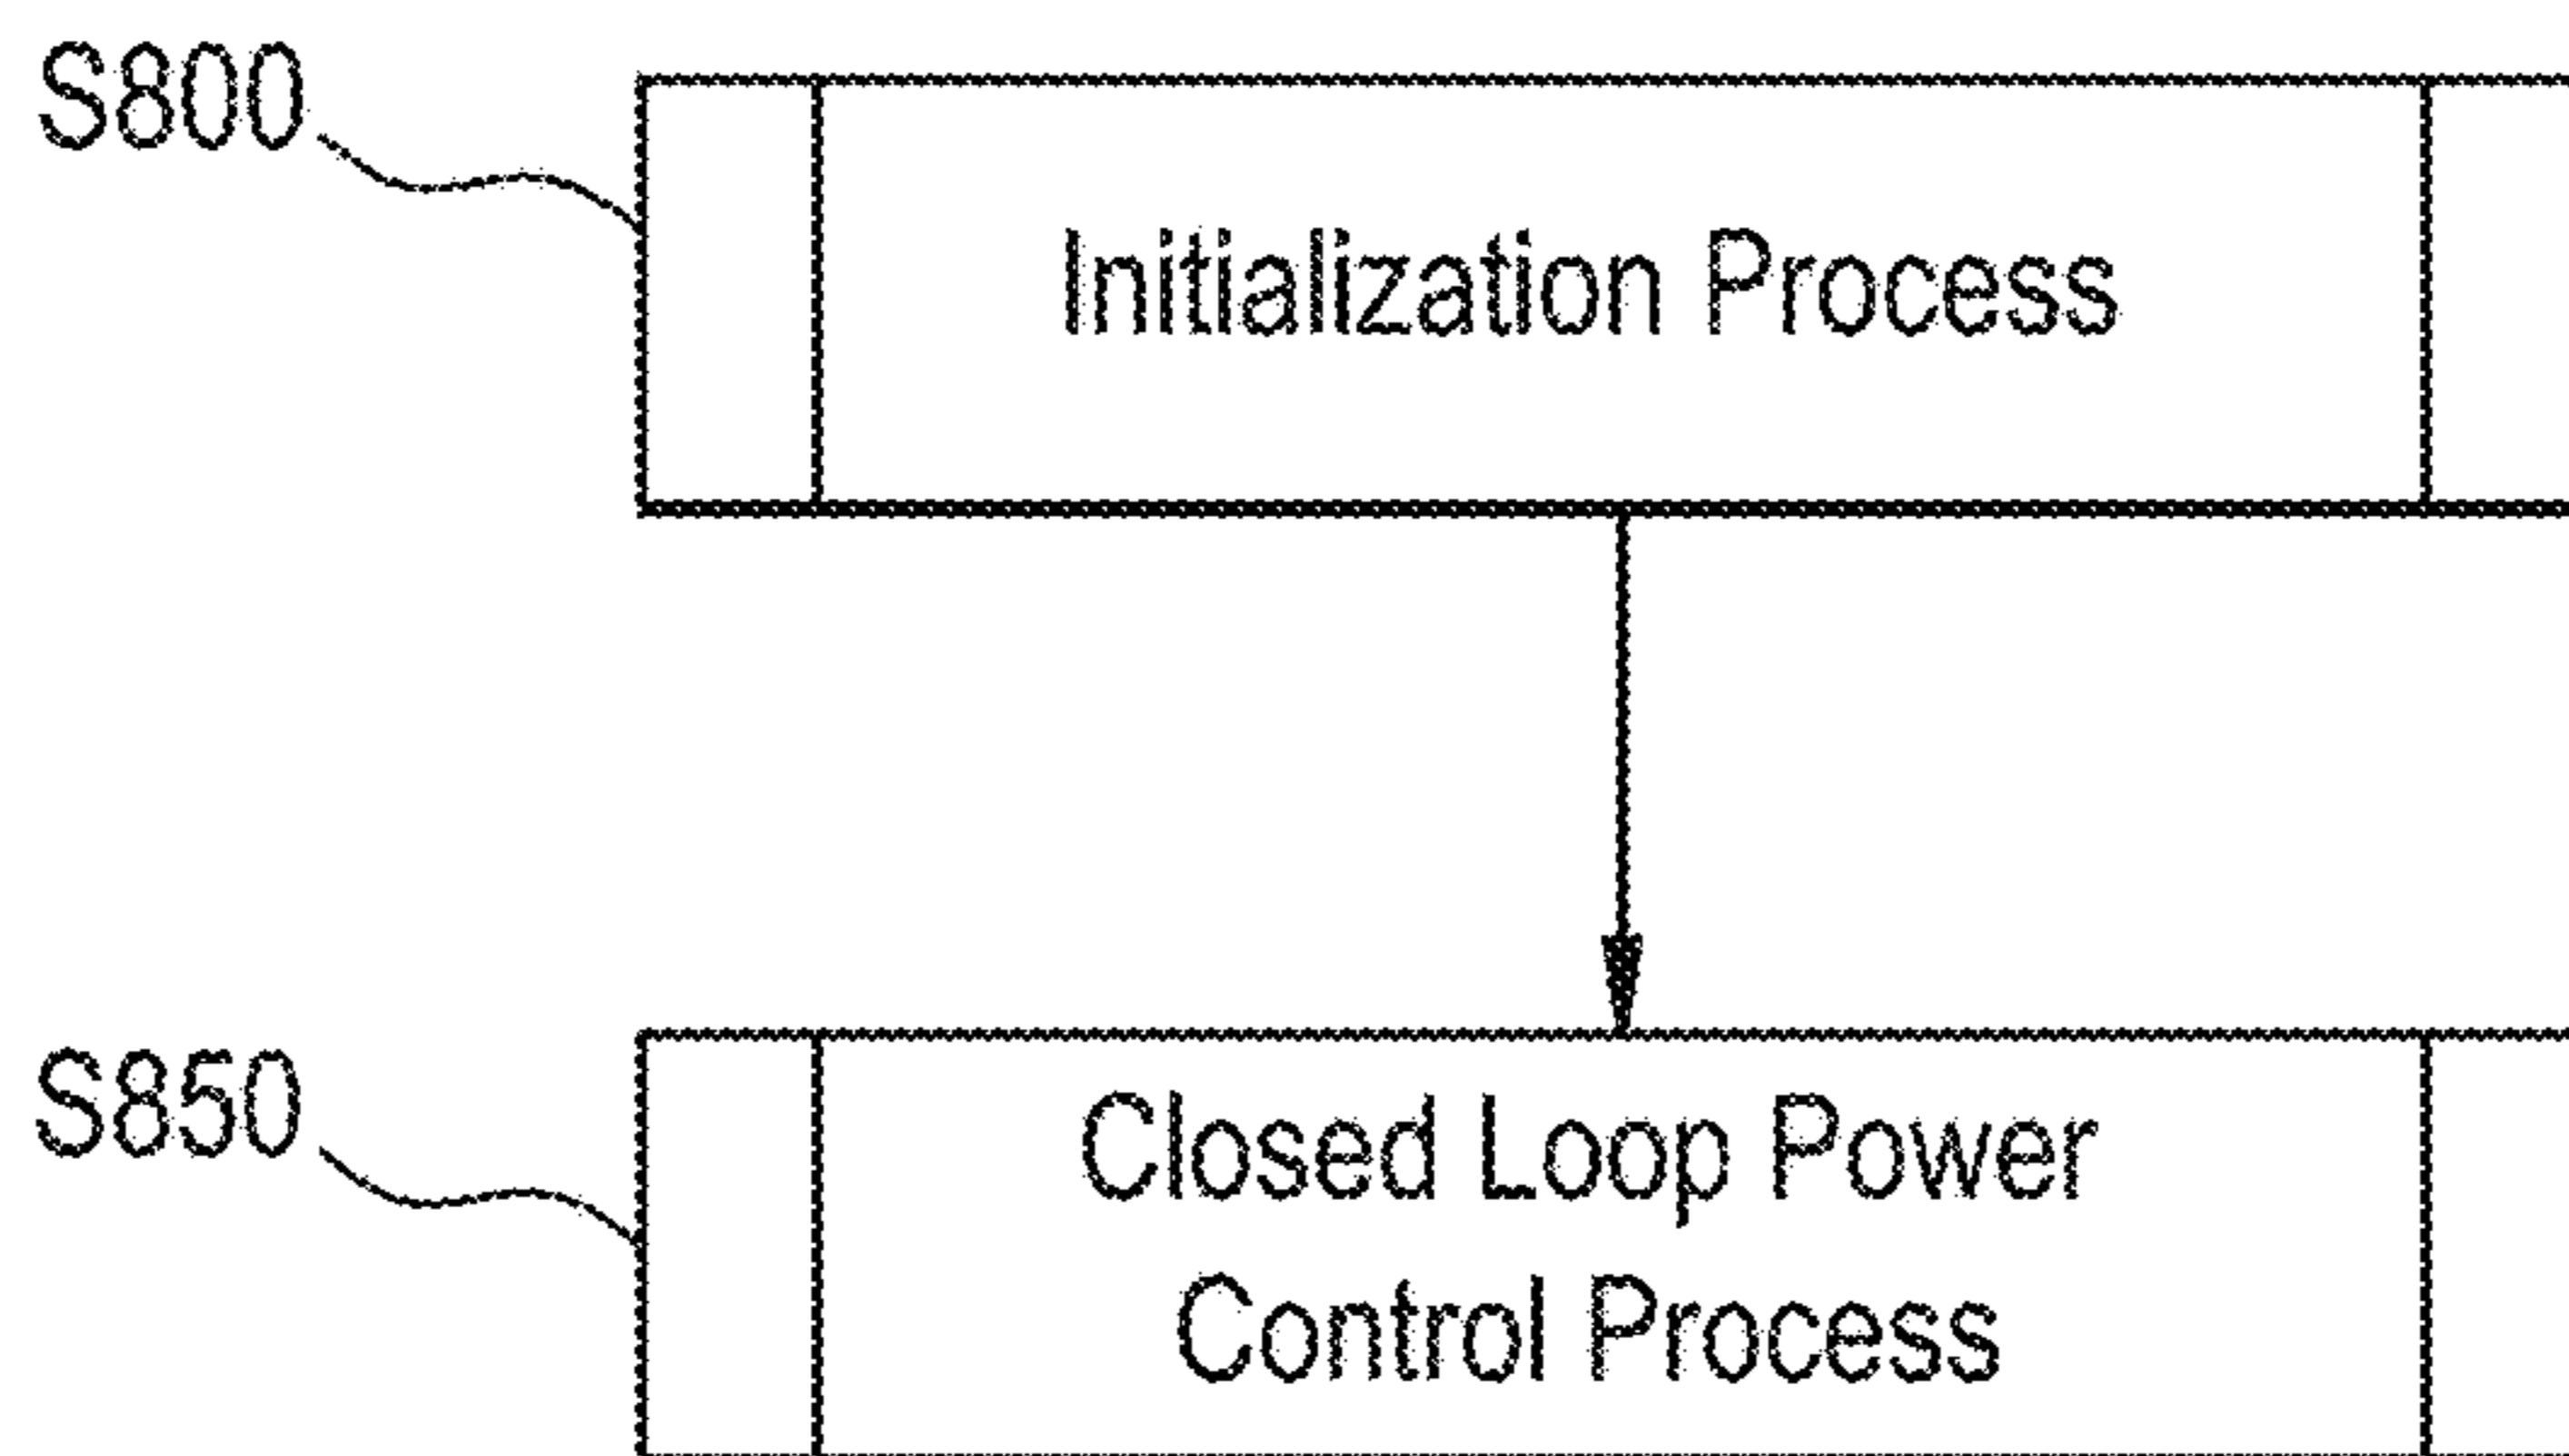 S800
Initialization Process
S850
Closed Loop Power
Control Process